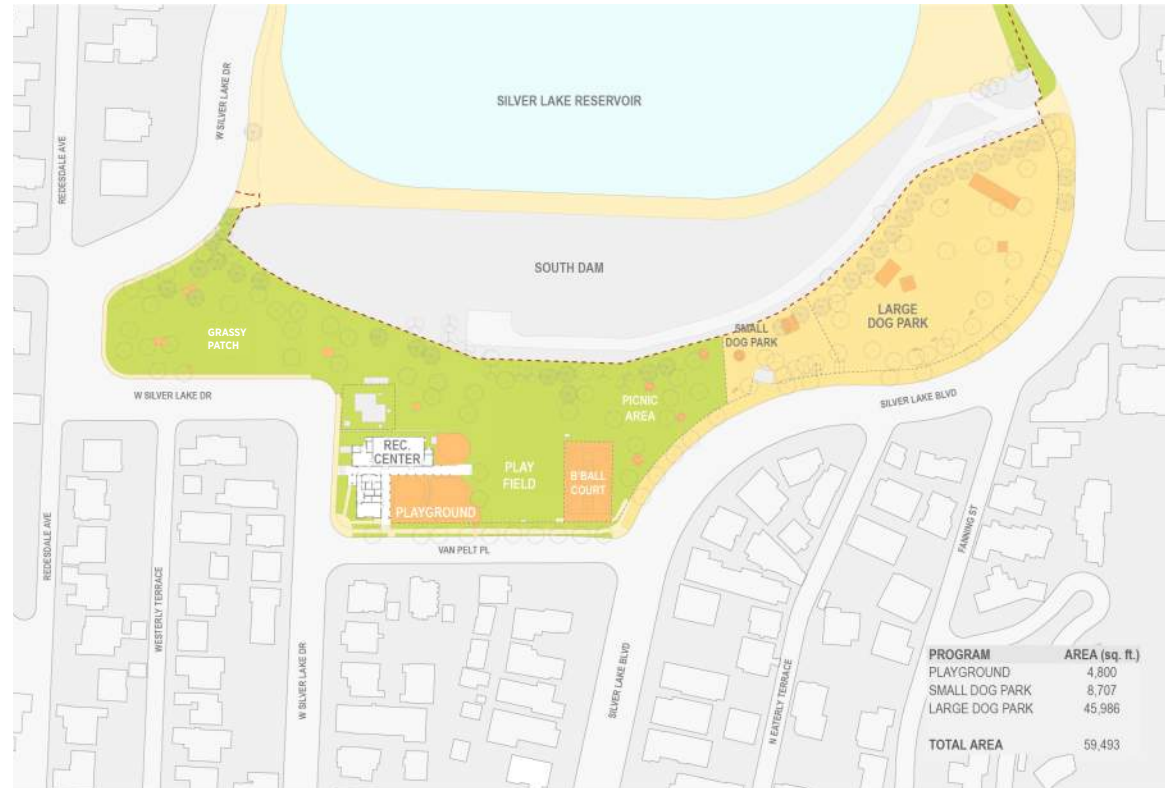 SILVER LAKE RESERVOIR
W SILVER LAKE DR
REDESDALE AVE
SOUTH DAM
GRASSY
PATCH
SMALL
DOG PARK
LARGE
DOG PARK
W SILVER LAKE DR
SILVER LAKE BLVD
PICNIC
AREA
REC.
CENTER
PLAY
FIELD
B'BALL
COURT
PLAYGROUND
VAN PELT PL
REDESDALE AVE
WESTERLY TERRACE
W SILVER LAKE DR
SILVER LAKE BLVD
N EATERLY TERRACE
FANNING ST
PROGRAM AREA (sq. ft.)
PLAYGROUND 4,800
SMALL DOG PARK 8,707
LARGE DOG PARK 45,986
TOTAL AREA 59,493